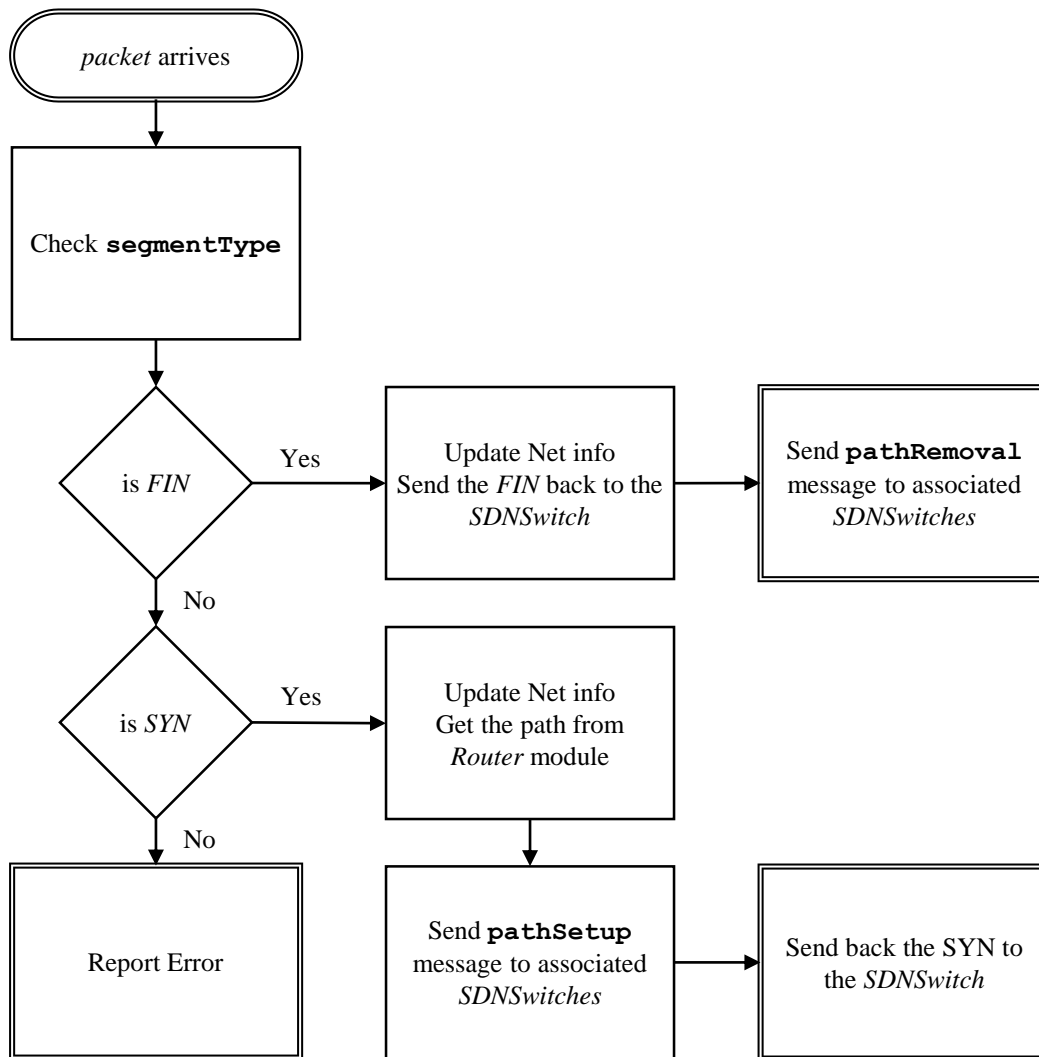 packet arrives
Check segmentType
is FIN
Yes
Update Net info
Send the FIN back to the
SDNSwitch
Send pathRemoval
message to associated
SDNSwitches
No
is SYN
Yes
Update Net info
Get the path from
Router module
No
Report Error
Send pathSetup
message to associated
SDNSwitches
Send back the SYN to
the SDNSwitch